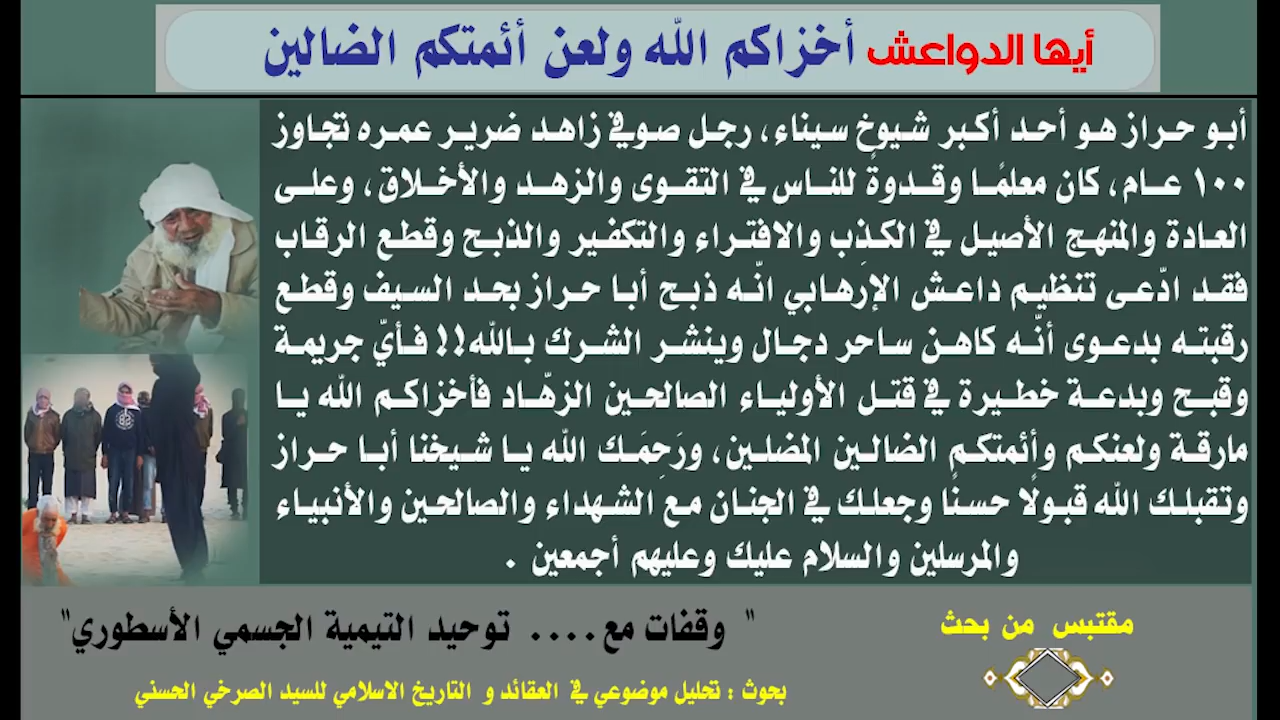 أيها الدواعش أخزاكم الله ولعن أئمتكم الضالين
أبو حراز هو أحد أكبر شيوخ سيناء، رجل صوفي زاهد ضرير عمره تجاوز
١٠٠ عام، كان معلمًا وقدوةً للناس في التقوى والزهد والأخلاق، وعلى
العادة والمنهج الأصيل في الكذِب والافتراء والتكفير والذبح وقطع الرقاب
فقد ادّعى تنظيم داعش الإرهابي انّه ذبح أبا حراز بحد السيف وقطع
رقبته بدعوى أنّه كاهن ساحر دجال وينشر الشرك بالله!! فأيّ جريمة
وقبح وبدعة خطيرة في قتل الأولياء الصالحين الزهّاد فأخزاكم الله يا
مارقة ولعنكم وأئمتكم الضالين المضلين، ورَحِمَك الله يا شيخنا أبا حراز
وتقبلك الله قبولًا حسنًا وجعلك في الجنان مع الشهداء والصالحين والأنبياء
والمرسلين والسلام عليك وعليهم أجمعين .
مقتبس من بحث
" وقفات مع.... توحيد التيمية الجسمي الأسطوري"
بحوث : تحليل موضوعي في العقائد و التاريخ الاسلامي للسيد الصرخي الحسني